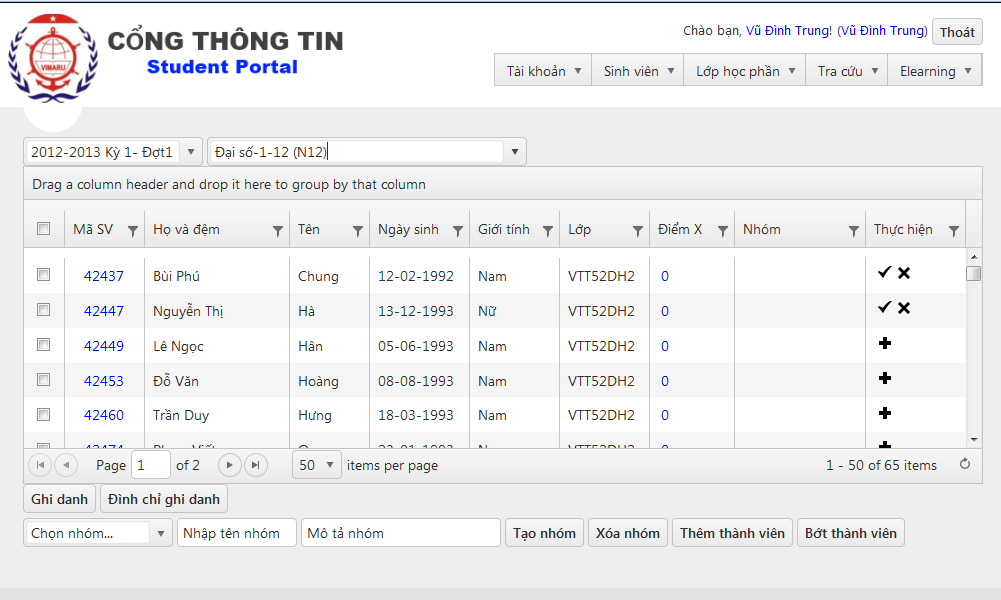 CỔNG THÔNG TIN
Student Portal
VIMARU
Chào bạn, Vũ Đình Trung! (Vũ Đình Trung) Thoát
Tài khoản Sinh viên Lớp học phần Tra cứu Elearning
2012-2013 Kỳ 1- Đợt1 Đại số-1-12 (N12)
Drag a column header and drop it here to group by that column
Mã SV Họ và đệm Tên Ngày sinh Giới tính Lớp Điểm X Nhóm Thực hiện
42437 Bùi Phú Chung 12-02-1992 Nam VTT52DH2 0
42447 Nguyễn Thị Hà 13-12-1993 Nữ VTT52DH2 0
42449 Lê Ngọc Hân 05-06-1993 Nam VTT52DH2 0
42453 Đỗ Văn Hoàng 08-08-1993 Nam VTT52DH2 0
42460 Trần Duy Hưng 18-03-1993 Nam VTT52DH2 0
Page 1 of 2 50 items per page 1 - 50 of 65 items
Ghi danh Đình chỉ ghi danh
Chọn nhóm... Nhập tên nhóm Mô tả nhóm Tạo nhóm Xóa nhóm Thêm thành viên Bớt thành viên